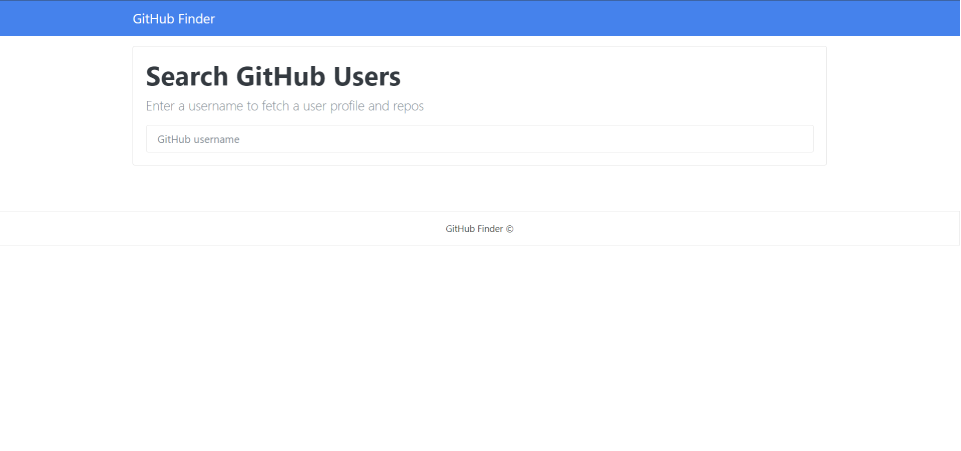 GitHub Finder
Search GitHub Users
Enter a username to fetch a user profile and repos
GitHub username
GitHub Finder ©